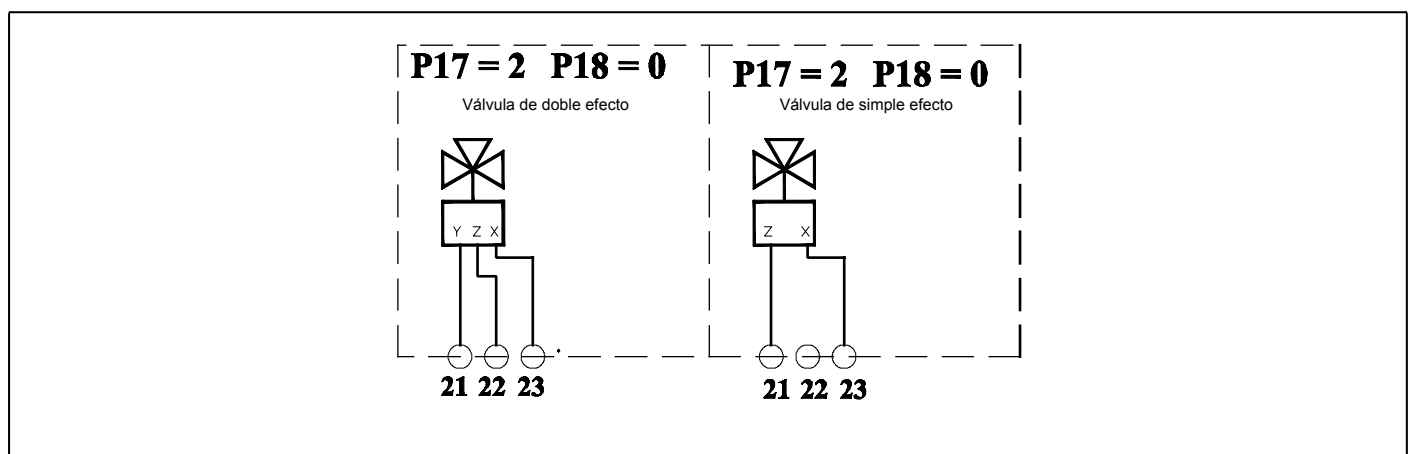 P17 = 2 P18 = 0
Válvula de doble efecto
Y Z X
21 22 23
P17 = 2 P18 = 0
Válvula de simple efecto
Z X
21 22 23